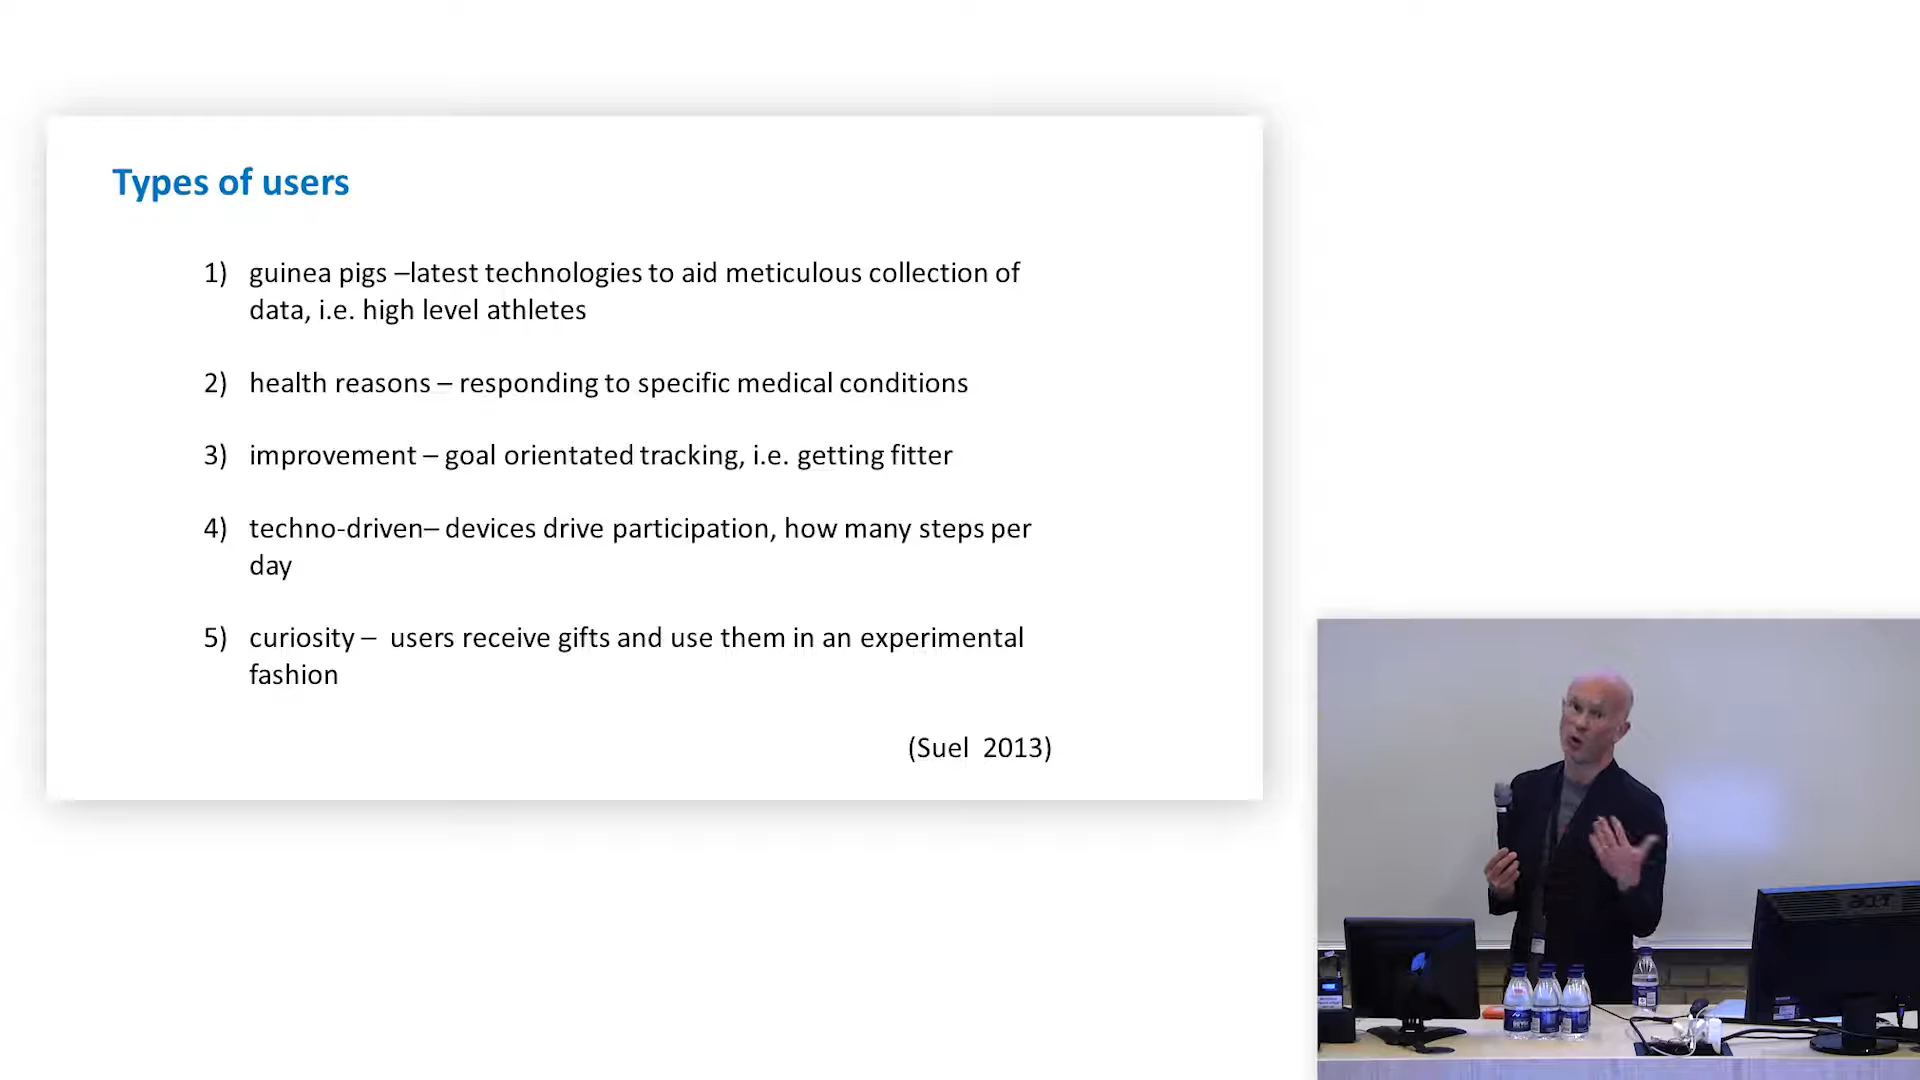 Types of users
1) guinea pigs –latest technologies to aid meticulous collection of
data, i.e. high level athletes
2) health reasons – responding to specific medical conditions
3) improvement – goal orientated tracking, i.e. getting fitter
4) techno-driven– devices drive participation, how many steps per
day
5) curiosity – users receive gifts and use them in an experimental
fashion
(Suel 2013)
acer